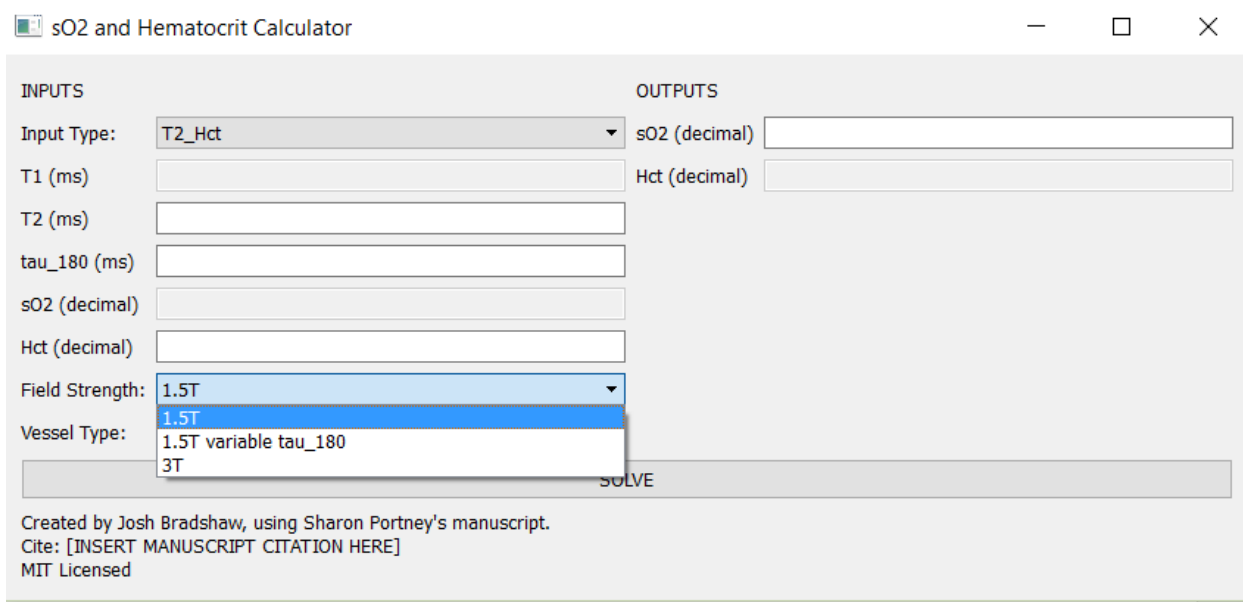 sO2 and Hematocrit Calculator
INPUTS
OUTPUTS
Input Type: T2_Hct
sO2 (decimal)
T1 (ms)
Hct (decimal)
T2 (ms)
tau_180 (ms)
sO2 (decimal)
Hct (decimal)
Field Strength: 1.5T
1.5T
Vessel Type:
1.5T variable tau_180
3T
SOLVE
Created by Josh Bradshaw, using Sharon Portney's manuscript.
Cite: [INSERT MANUSCRIPT CITATION HERE]
MIT Licensed